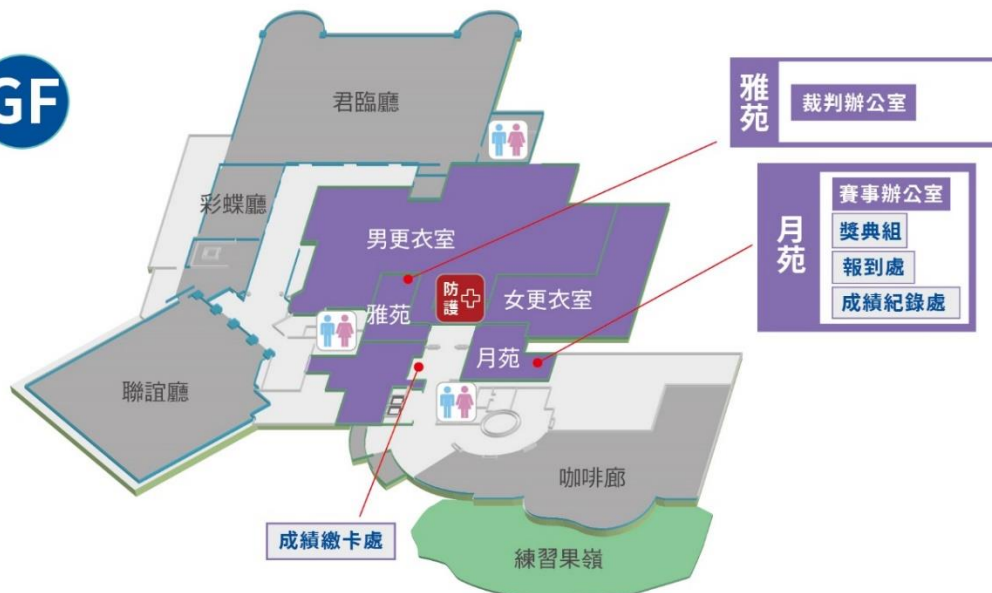 GF
君臨廳
彩蝶廳
男更衣室
雅苑
防護
女更衣室
月苑
聯誼廳
咖啡廊
練習果嶺
成績繳卡處
雅苑
裁判辦公室
月苑
賽事辦公室
獎典組
報到處
成績紀錄處